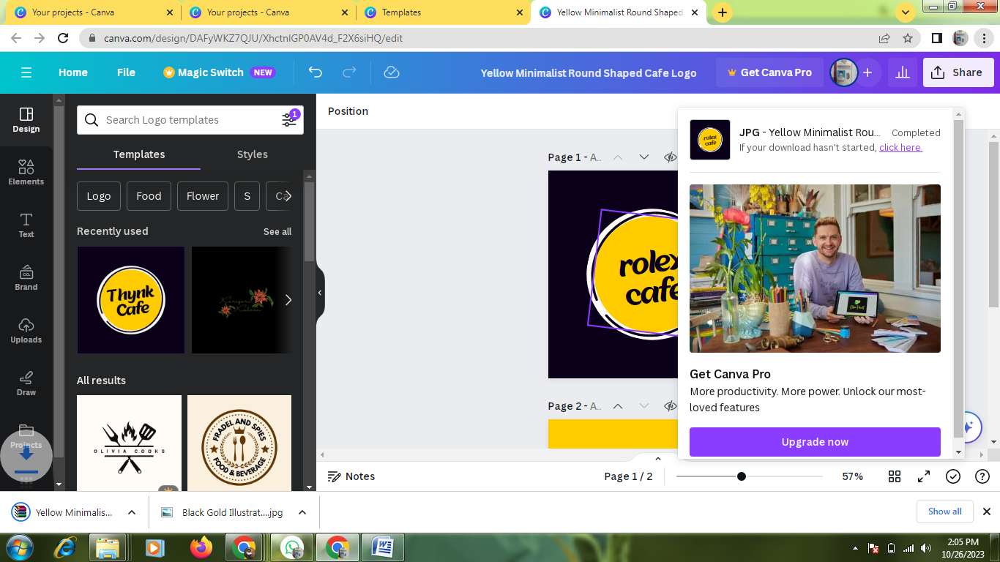 Your projects - Canva
Your projects - Canva
Templates
Yellow Minimalist Round Shaped
canva.com/design/DAFyWKZ7QJU/XhctnIGP0AV4d_F2X6siHQ/edit
Home
File
Magic Switch NEW
Yellow Minimalist Round Shaped Cafe Logo
Get Canva Pro
Share
Design
Elements
Text
Brand
Uploads
Draw
Projects
Search Logo templates
1
Templates
Styles
Logo
Food
Flower
S
Ca
Recently used
See all
Thynk
Cafe
All results
OLIVIA COOKS
FRADEL AND SPIES
FOOD & BEVERAGE
Position
Page 1 - A..
rolex
cafe
Page 2 - A..
rolex
cafe
JPG - Yellow Minimalist Rou...
Completed
If your download hasn't started, click here.
Get Canva Pro
More productivity. More power. Unlock our most-
loved features
Upgrade now
Notes
Page 1 / 2
57%
Yellow Minimalis...
Black Gold Illustrat....jpg
Show all
2:05 PM
10/26/2023